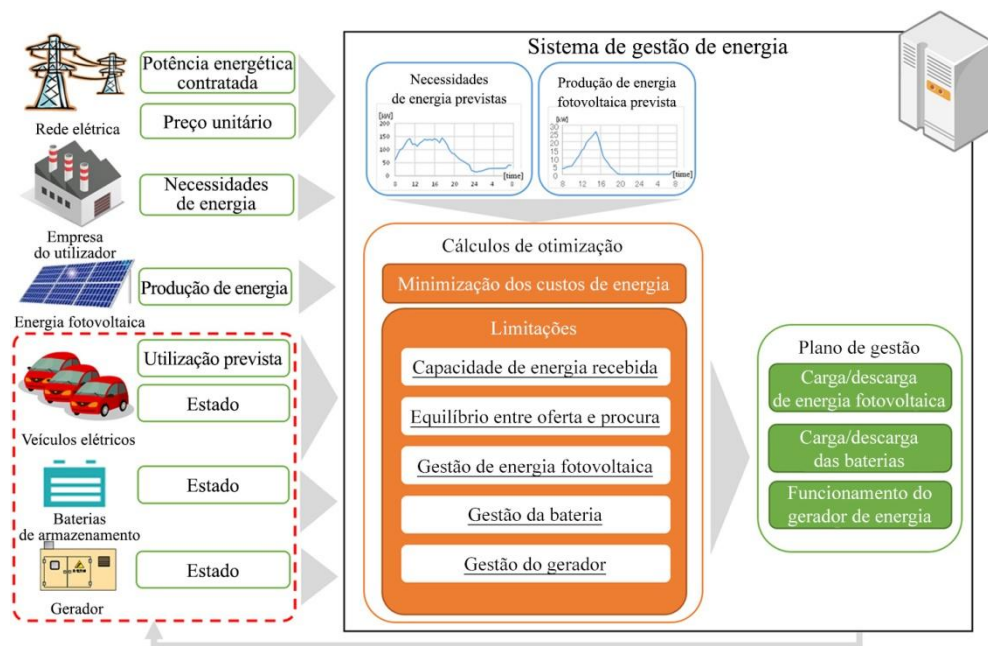 Sistema de gestão de energia
Potência energética
contratada
Preço unitário
Rede elétrica
Necessidades
de energia
Empresa
do utilizador
Produção de energia
Energia fotovoltaica
Utilização prevista
Estado
Veículos elétricos
Estado
Baterias
de armazenamento
Estado
Gerador
Necessidades
de energia previstas
[kW]
200
150
100
50
0
8 12 16 20 24 4 8
[time]
Produção de energia
fotovoltaica prevista
[kW]
30
25
20
15
10
5
0
8 12 16 20 24 4 8
[time]
Cálculos de otimização
Minimização dos custos de energia
Limitações
Capacidade de energia recebida
Equilíbrio entre oferta e procura
Gestão de energia fotovoltaica
Gestão da bateria
Gestão do gerador
Plano de gestão
Carga/descarga
de energia fotovoltaica
Carga/descarga
das baterias
Funcionamento do
gerador de energia